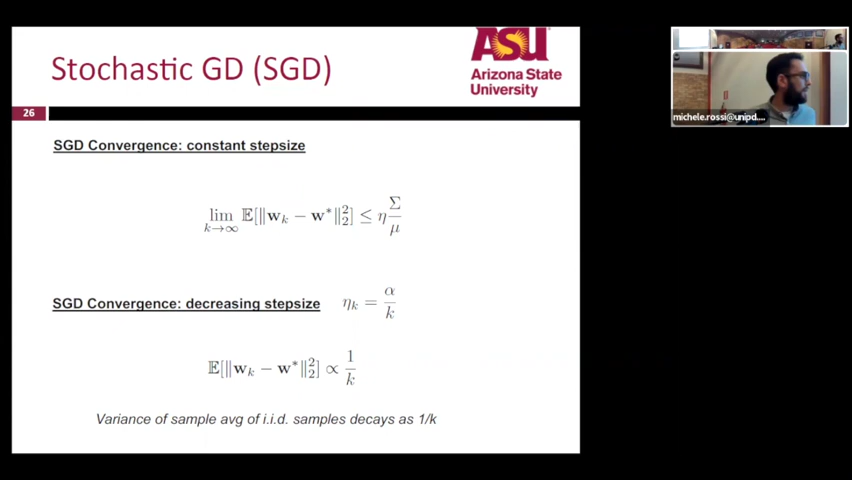 Stochastic GD (SGD)
ASU
Arizona State
University
26
SGD Convergence: constant stepsize
lim_{k→∞} 𝔼[‖w_k − w*‖₂²] ≤ η Σ/μ
SGD Convergence: decreasing stepsize η_k = α/k
𝔼[‖w_k − w*‖₂²] ∝ 1/k
Variance of sample avg of i.i.d. samples decays as 1/k
michele.rossi@unipd....